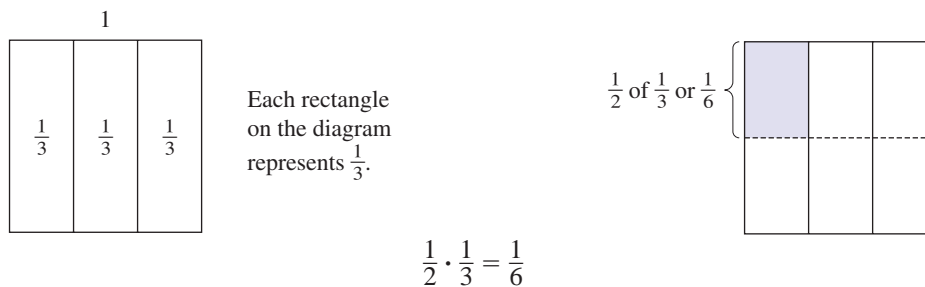 1
1/3 1/3 1/3
Each rectangle
on the diagram
represents 1/3.
1/2 of 1/3 or 1/6
1/2 · 1/3 = 1/6